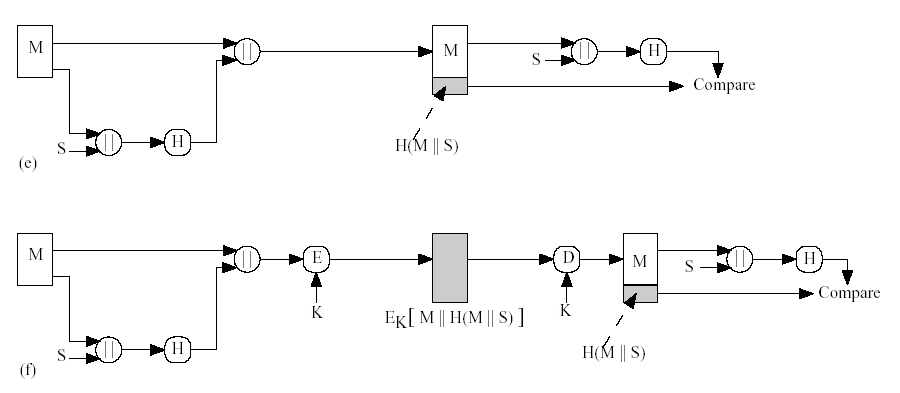 M || M || H
S Compare
S || H
H(M || S)
(e)
M || E D M || H
S Compare
K K
E_K[ M || H(M || S) ]
S || H
H(M || S)
(f)